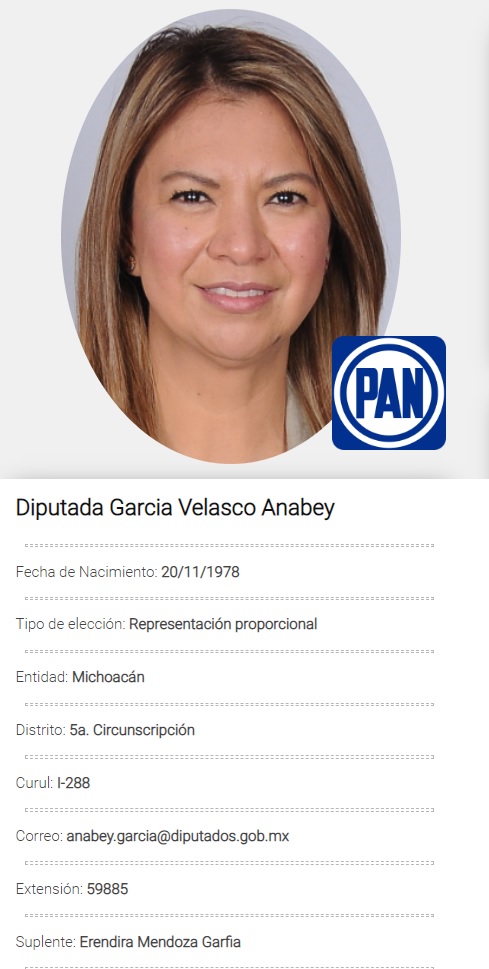 PAN
Diputada Garcia Velasco Anabey
Fecha de Nacimiento: 20/11/1978
Tipo de elección: Representación proporcional
Entidad: Michoacán
Distrito: 5a. Circunscripción
Curul: I-288
Correo: anabey.garcia@diputados.gob.mx
Extensión: 59885
Suplente: Erendira Mendoza Garfia